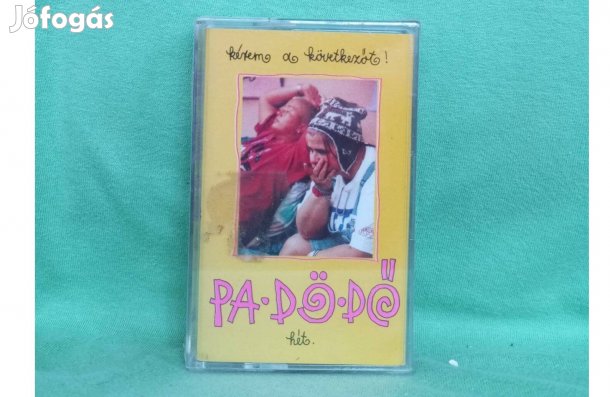 Jófogás
kérem a következőt!
PA·DÖ·DŐ
hét.